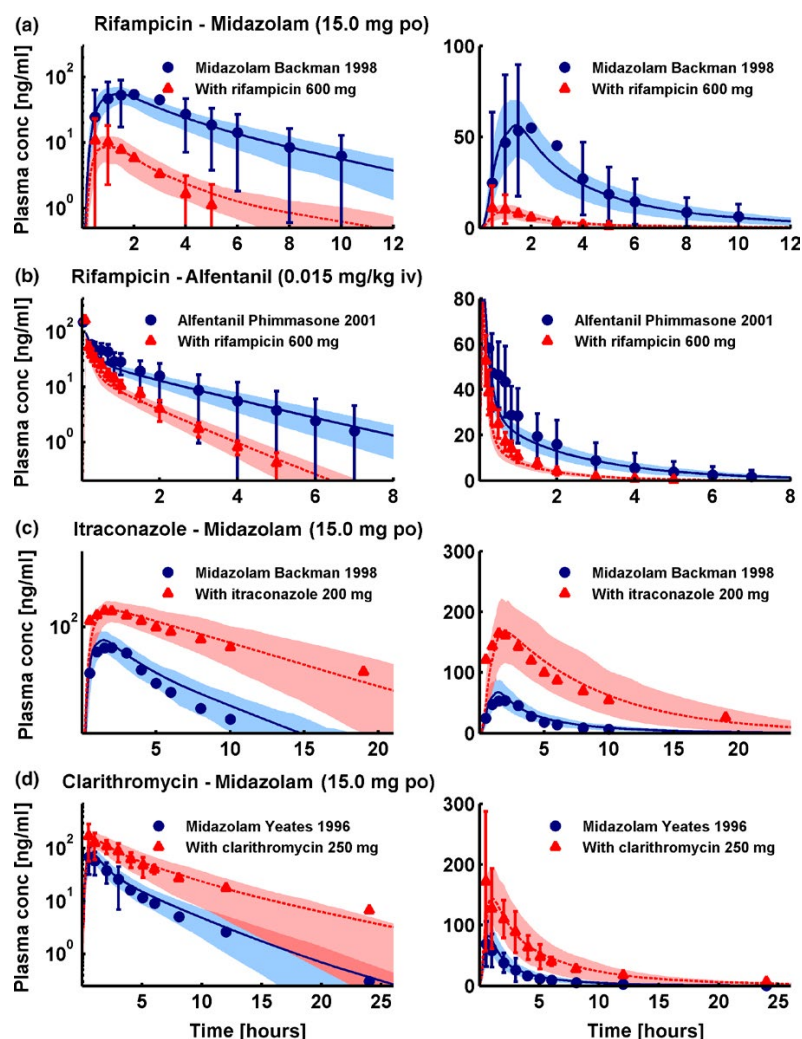 (a) Rifampicin - Midazolam (15.0 mg po)
Plasma conc [ng/ml]
10²
10¹
10⁰
Midazolam Backman 1998
With rifampicin 600 mg
2 4 6 8 10 12
100
50
0
Midazolam Backman 1998
With rifampicin 600 mg
2 4 6 8 10 12
(b) Rifampicin - Alfentanil (0.015 mg/kg iv)
Plasma conc [ng/ml]
10²
10¹
10⁰
Alfentanil Phimmasone 2001
With rifampicin 600 mg
2 4 6 8
80
60
40
20
0
Alfentanil Phimmasone 2001
With rifampicin 600 mg
2 4 6 8
(c) Itraconazole - Midazolam (15.0 mg po)
Plasma conc [ng/ml]
10²
Midazolam Backman 1998
With itraconazole 200 mg
5 10 15 20
300
200
100
0
Midazolam Backman 1998
With itraconazole 200 mg
5 10 15 20
(d) Clarithromycin - Midazolam (15.0 mg po)
Plasma conc [ng/ml]
10²
10¹
10⁰
Midazolam Yeates 1996
With clarithromycin 250 mg
5 10 15 20 25
Time [hours]
300
200
100
0
Midazolam Yeates 1996
With clarithromycin 250 mg
5 10 15 20 25
Time [hours]